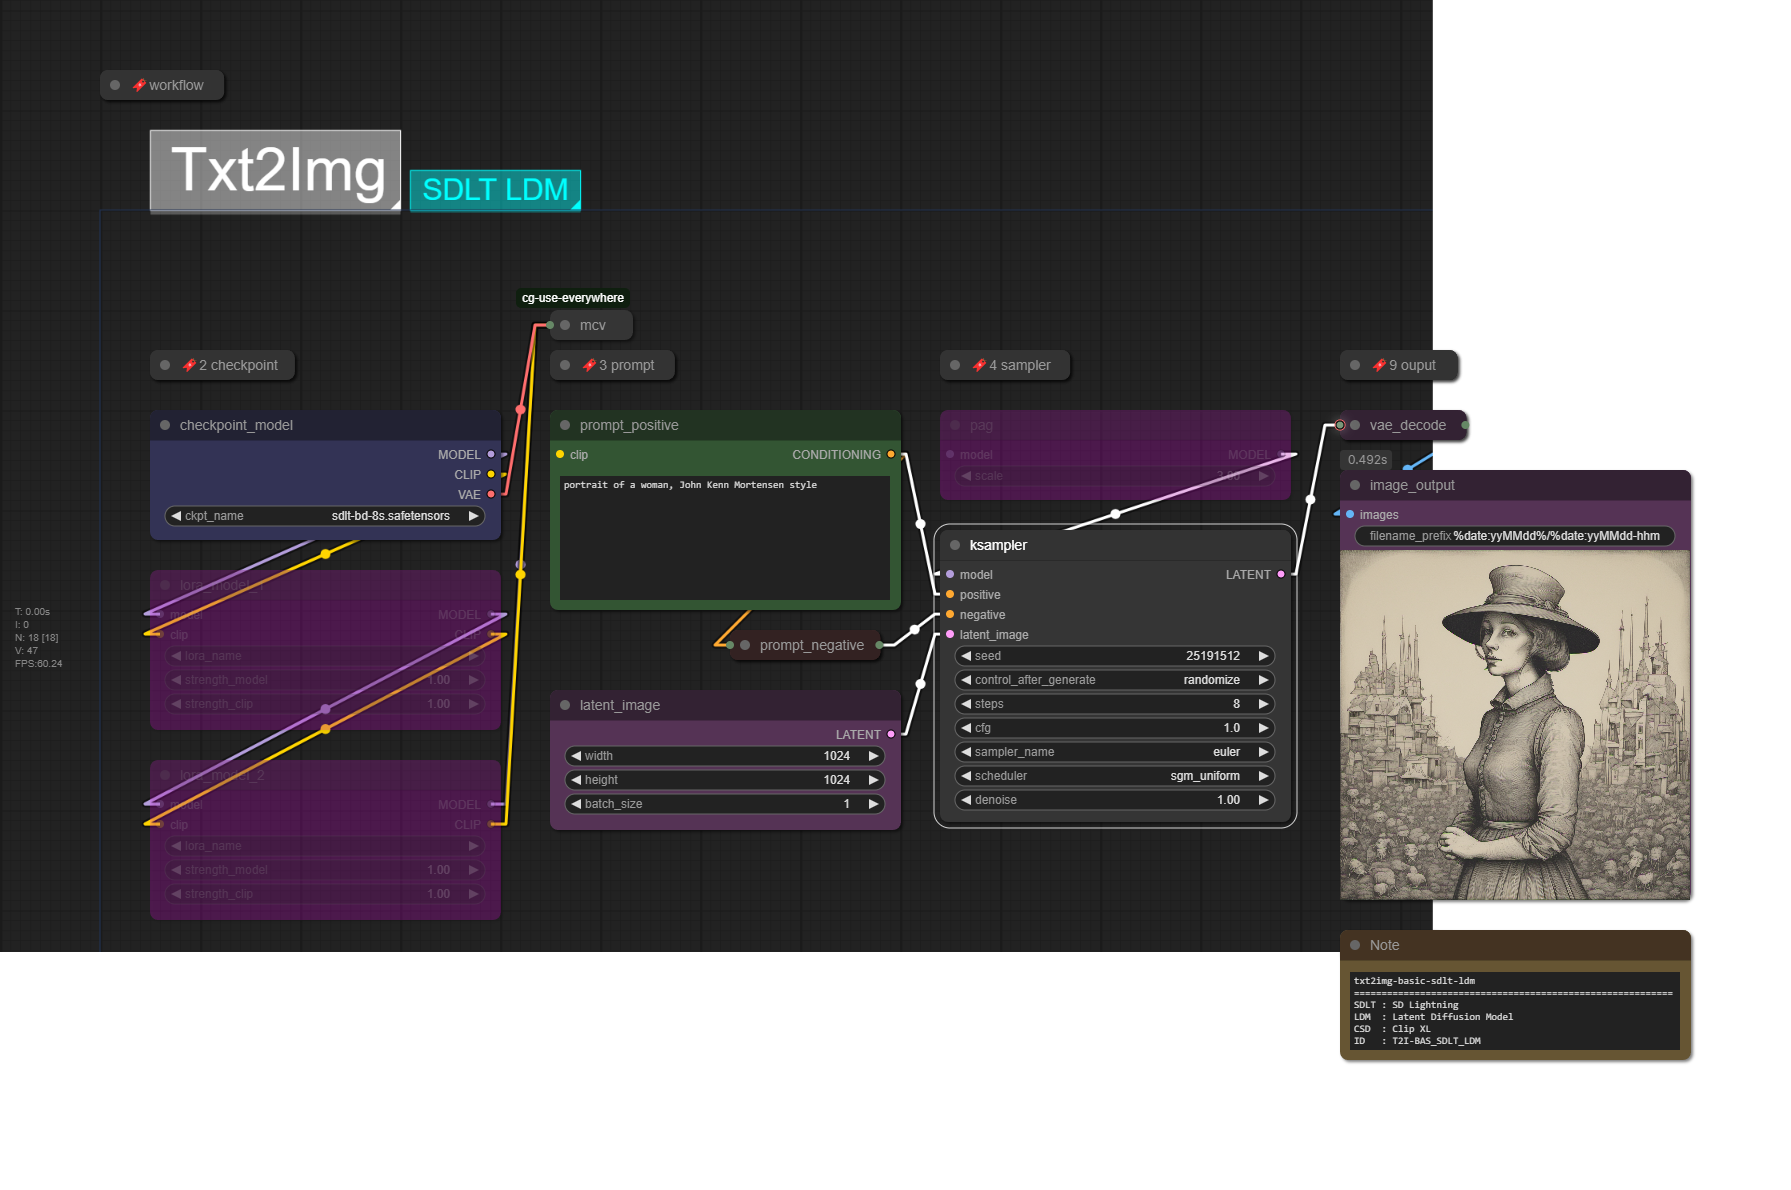 workflow
Txt2Img
SDLT LDM
cg-use-everywhere
mcv
2 checkpoint
3 prompt
4 sampler
9 ouput
checkpoint_model
MODEL
CLIP
VAE
ckpt_name sdlt-bd-8s.safetensors
lora_model_1
model MODEL
clip CLIP
lora_name
strength_model 1.00
strength_clip 1.00
lora_model_2
model MODEL
clip CLIP
lora_name
strength_model 1.00
strength_clip 1.00
T: 0.00s
I: 0
N: 18 [18]
V: 47
FPS:60.24
prompt_positive
clip CONDITIONING
portrait of a woman, John Kenn Mortensen style
prompt_negative
latent_image
LATENT
width 1024
height 1024
batch_size 1
pag
model MODEL
scale 3.00
ksampler
model LATENT
positive
negative
latent_image
seed 25191512
control_after_generate randomize
steps 8
cfg 1.0
sampler_name euler
scheduler sgm_uniform
denoise 1.00
vae_decode
0.492s
image_output
images
filename_prefix %date:yyMMdd%/%date:yyMMdd-hhm
Note
txt2img-basic-sdlt-ldm
==========================================================
SDLT : SD Lightning
LDM : Latent Diffusion Model
CSD : Clip XL
ID : T2I-BAS_SDLT_LDM